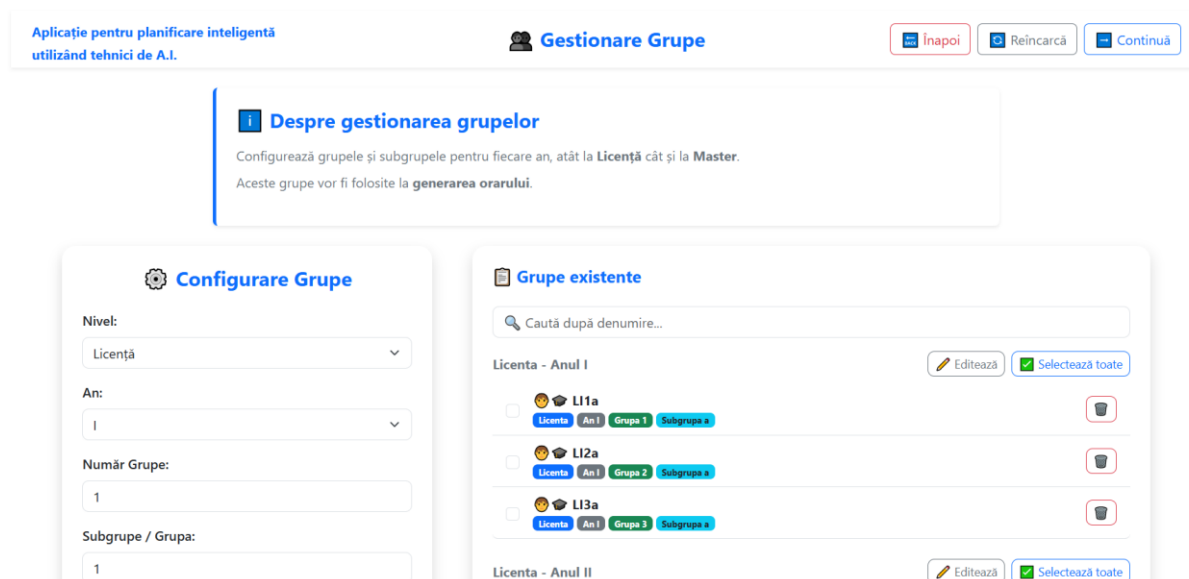 Aplicație pentru planificare inteligentă
utilizând tehnici de A.I.
Gestionare Grupe
Înapoi
Reîncarcă
Continuă
Despre gestionarea grupelor
Configurează grupele și subgrupele pentru fiecare an, atât la Licență cât și la Master.
Aceste grupe vor fi folosite la generarea orarului.
Configurare Grupe
Nivel:
Licență
An:
I
Număr Grupe:
1
Subgrupe / Grupa:
1
Grupe existente
Caută după denumire...
Licenta - Anul I
Editează
Selectează toate
LI1a
Licenta An I Grupa 1 Subgrupa a
LI2a
Licenta An I Grupa 2 Subgrupa a
LI3a
Licenta An I Grupa 3 Subgrupa a
Licenta - Anul II
Editează
Selectează toate